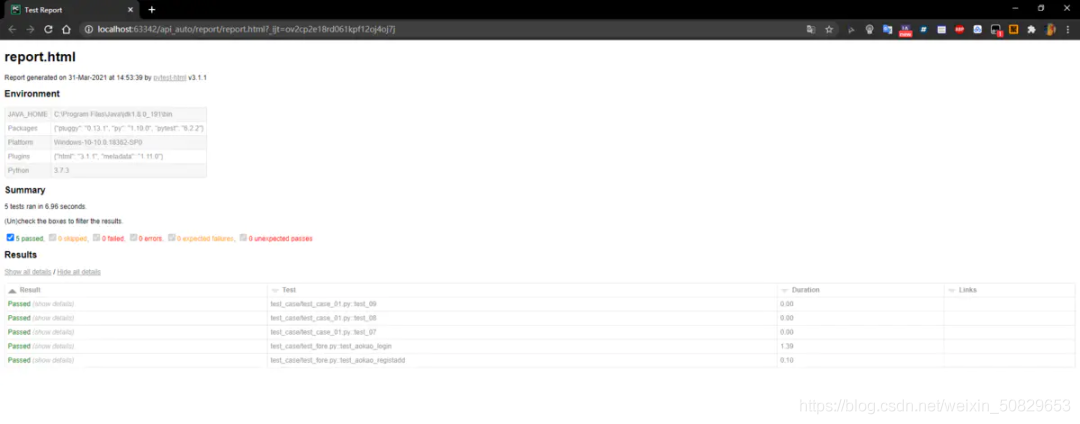 Test Report
localhost:63342/api_auto/report/report.html?_ijt=ov2cp2e18rd061kpf12oj4oj7j
report.html
Report generated on 31-Mar-2021 at 14:53:39 by pytest-html v3.1.1
Environment
JAVA_HOME C:\Program Files\Java\jdk1.8.0_191\bin
Packages {"pluggy": "0.13.1", "py": "1.10.0", "pytest": "6.2.2"}
Platform Windows-10-10.0.18362-SP0
Plugins {"html": "3.1.1", "metadata": "1.11.0"}
Python 3.7.3
Summary
5 tests ran in 6.96 seconds.
(Un)check the boxes to filter the results.
5 passed, 0 skipped, 0 failed, 0 errors, 0 expected failures, 0 unexpected passes
Results
Show all details / Hide all details
Result Test Duration Links
Passed (show details) test_case/test_case_01.py::test_09 0.00
Passed (show details) test_case/test_case_01.py::test_08 0.00
Passed (show details) test_case/test_case_01.py::test_07 0.00
Passed (show details) 1.39
Passed (show details) 0.10
https://blog.csdn.net/weixin_50829653